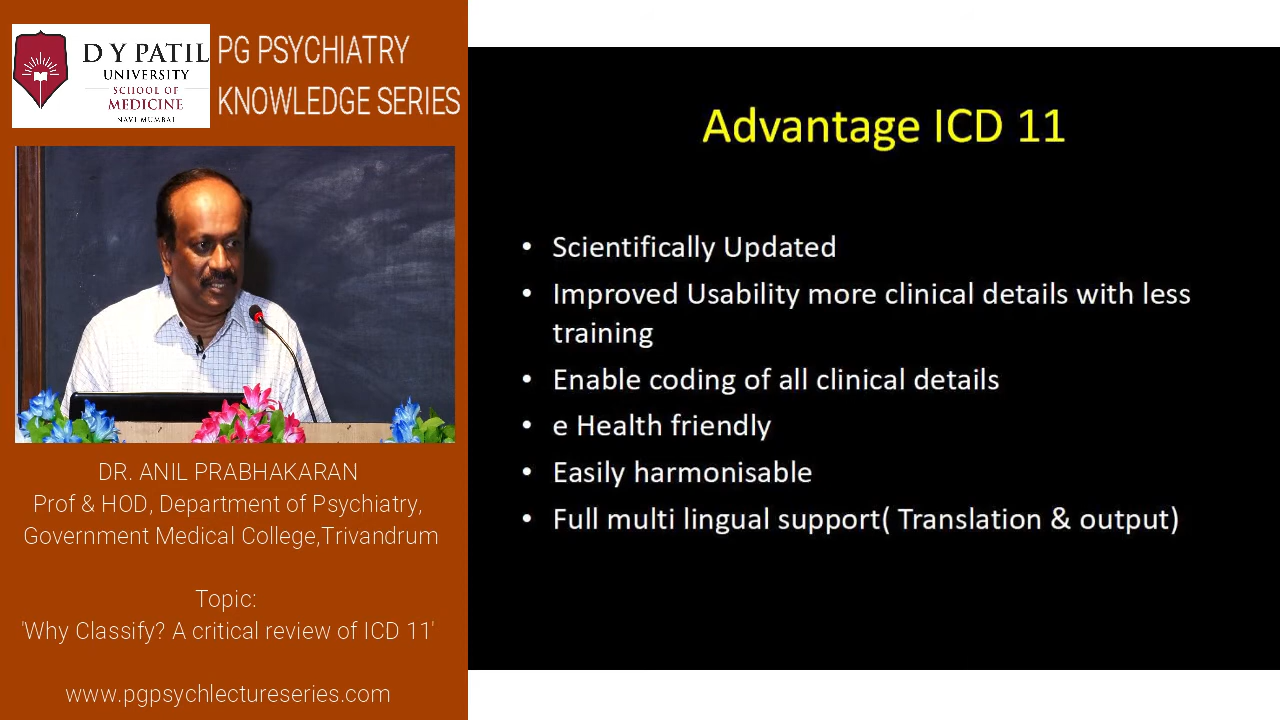 D Y PATIL
UNIVERSITY
SCHOOL OF
MEDICINE
NAVI MUMBAI
PG PSYCHIATRY
KNOWLEDGE SERIES
DR. ANIL PRABHAKARAN
Prof & HOD, Department of Psychiatry,
Government Medical College,Trivandrum
Topic:
'Why Classify? A critical review of ICD 11'
www.pgpsychlectureseries.com
Advantage ICD 11
• Scientifically Updated
• Improved Usability more clinical details with less
training
• Enable coding of all clinical details
• e Health friendly
• Easily harmonisable
• Full multi lingual support( Translation & output)